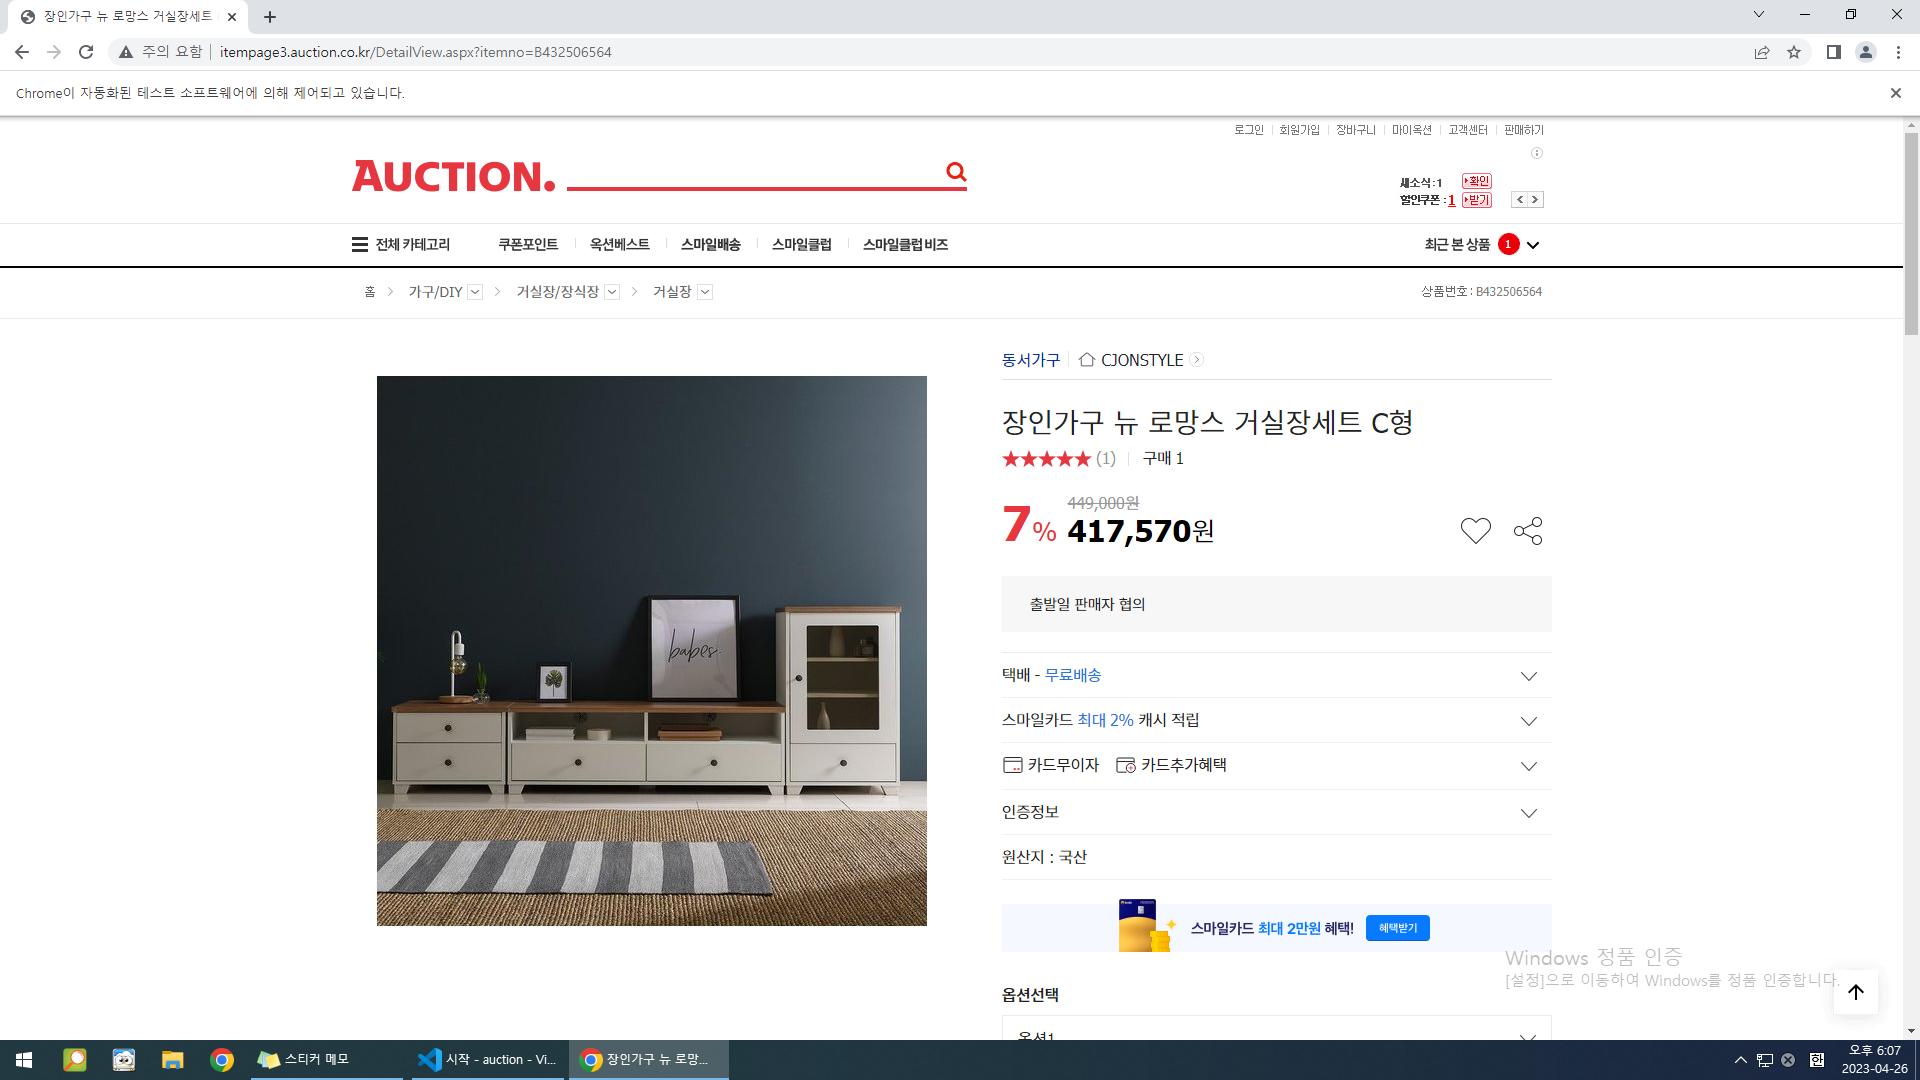 장인가구 뉴 로망스 거실장세트
주의 요함
itempage3.auction.co.kr/DetailView.aspx?itemno=B432506564
Chrome이 자동화된 테스트 소프트웨어에 의해 제어되고 있습니다.
로그인 회원가입 장바구니 마이옥션 고객센터 판매하기
AUCTION.
새소식:1 확인
할인쿠폰 : 1 받기
전체 카테고리 쿠폰포인트 옥션베스트 스마일배송 스마일클럽 스마일클럽 비즈 최근 본 상품 1
홈 가구/DIY 거실장/장식장 거실장 상품번호 : B432506564
동서가구 CJONSTYLE
장인가구 뉴 로망스 거실장세트 C형
(1) 구매 1
449,000원
7% 417,570원
babes.
출발일 판매자 협의
택배 - 무료배송
스마일카드 최대 2% 캐시 적립
카드무이자 카드추가혜택
인증정보
원산지 : 국산
스마일카드 최대 2만원 혜택! 혜택받기
Windows 정품 인증
[설정]으로 이동하여 Windows를 정품 인증합니다.
옵션선택
옵션1
스티커 메모
시작 - auction - Vi...
장인가구 뉴 로망...
한
오후 6:07
2023-04-26